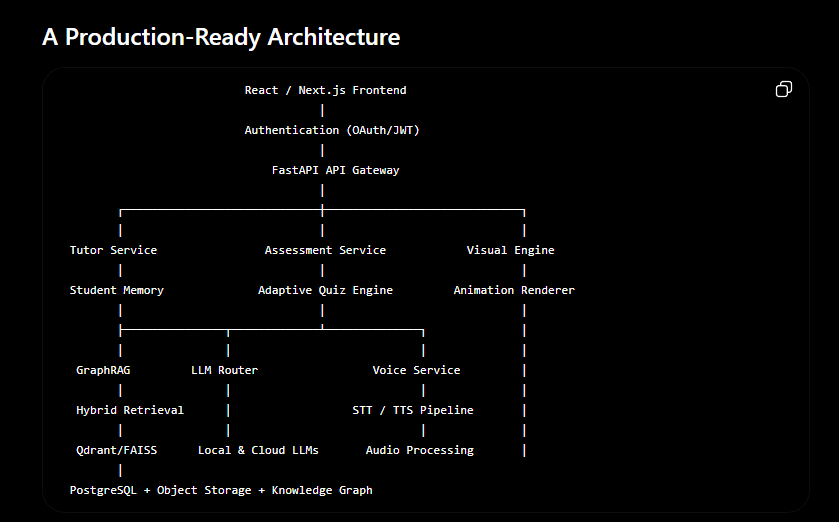 A Production-Ready Architecture
React / Next.js Frontend
Authentication (OAuth/JWT)
FastAPI API Gateway
Tutor Service Assessment Service Visual Engine
Student Memory Adaptive Quiz Engine Animation Renderer
GraphRAG LLM Router Voice Service
Hybrid Retrieval STT / TTS Pipeline
Qdrant/FAISS Local & Cloud LLMs Audio Processing
PostgreSQL + Object Storage + Knowledge Graph